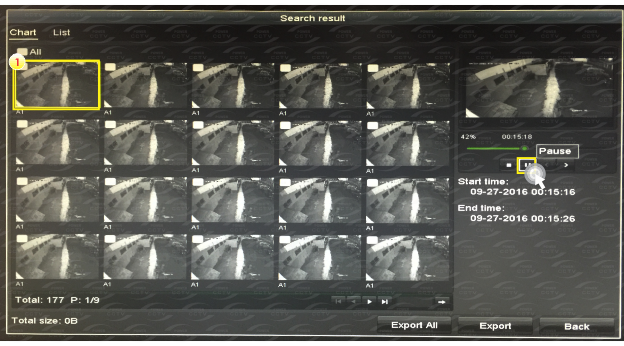 Search result
Chart List
All
1
A1 A1 A1 A1 A1
A1 A1 A1 A1 A1
A1 A1 A1 A1 A1
A1 A1 A1 A1 A1
42% 00:15:18
Pause
Start time:
09-27-2016 00:15:16
End time:
09-27-2016 00:15:26
Total: 177 P: 1/9
Total size: 0B
Export All Export Back